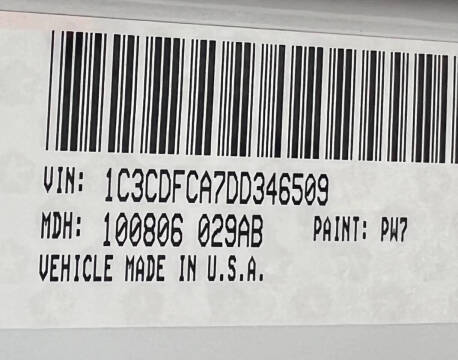 VIN: 1C3CDFCA7DD346509
MDH: 100806 029AB PAINT: PW7
VEHICLE MADE IN U.S.A.